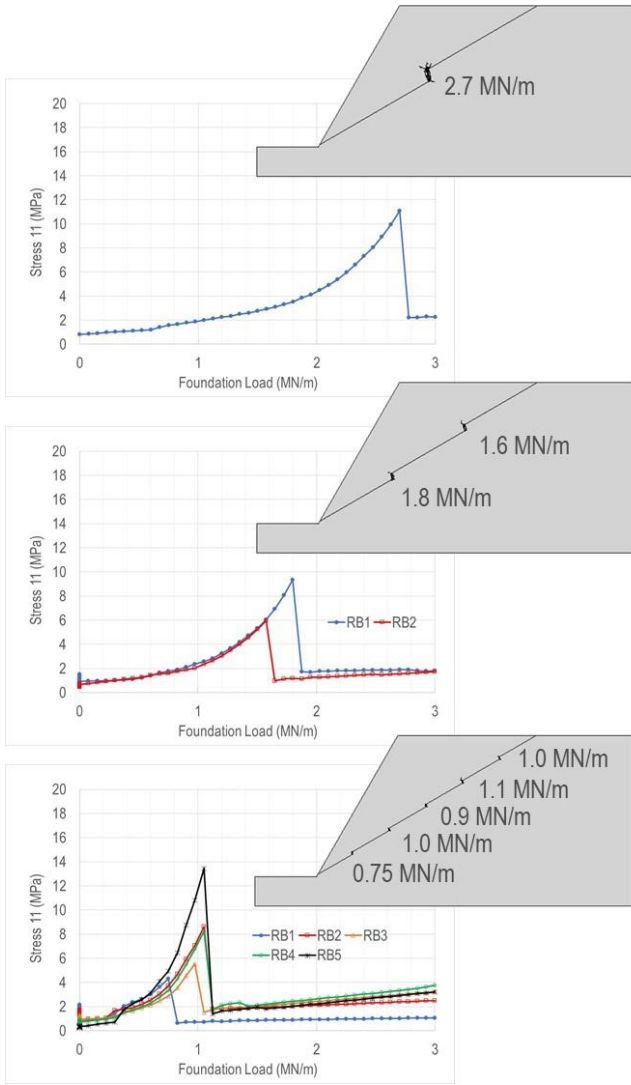 2.7 MN/m
20
18
16
14
12
10
8
6
4
2
0
Stress 11 (MPa)
0 1 2 3
Foundation Load (MN/m)
1.6 MN/m
1.8 MN/m
20
18
16
14
12
10
8
6
4
2
0
Stress 11 (MPa)
RB1 RB2
0 1 2 3
Foundation Load (MN/m)
1.0 MN/m
1.1 MN/m
0.9 MN/m
1.0 MN/m
0.75 MN/m
20
18
16
14
12
10
8
6
4
2
0
Stress 11 (MPa)
RB1 RB2 RB3
RB4 RB5
0 1 2 3
Foundation Load (MN/m)